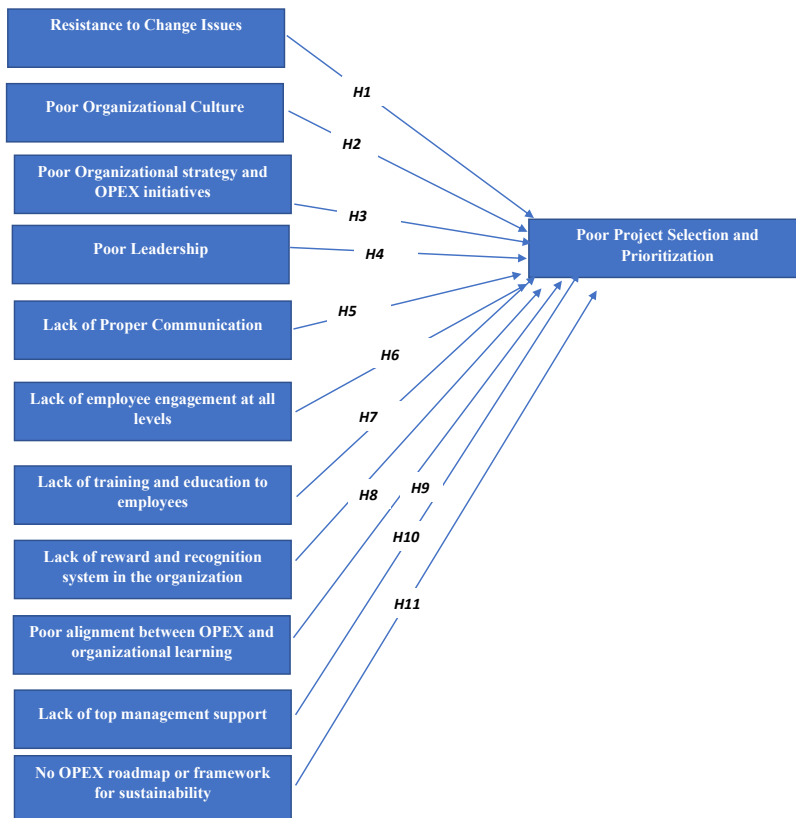 Resistance to Change Issues
H1
Poor Organizational Culture
H2
Poor Organizational strategy and
OPEX initiatives
H3
Poor Leadership
H4
Poor Project Selection and
Prioritization
Lack of Proper Communication
H5
Lack of employee engagement at all
levels
H6
Lack of training and education to
employees
H7
Lack of reward and recognition
system in the organization
H8
Poor alignment between OPEX and
organizational learning
H9
Lack of top management support
H10
No OPEX roadmap or framework
for sustainability
H11